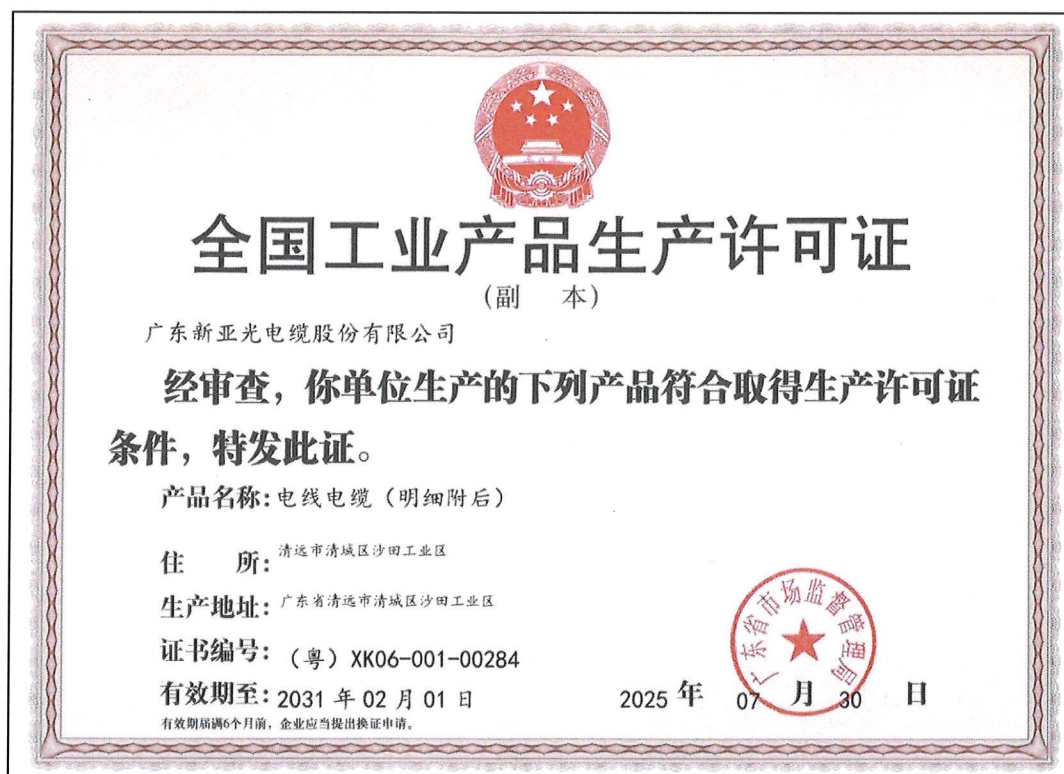 全国工业产品生产许可证
(副 本)
广东新亚光电缆股份有限公司
经审查，你单位生产的下列产品符合取得生产许可证
条件，特发此证。
产品名称：电线电缆（明细附后）
住 所：清远市清城区沙田工业区
生产地址：广东省清远市清城区沙田工业区
证书编号：（粤）XK06-001-00284
有效期至：2031 年 02 月 01 日
2025 年 07 月 30 日
有效期届满6个月前，企业应当提出换证申请。
广东省市场监督管理局